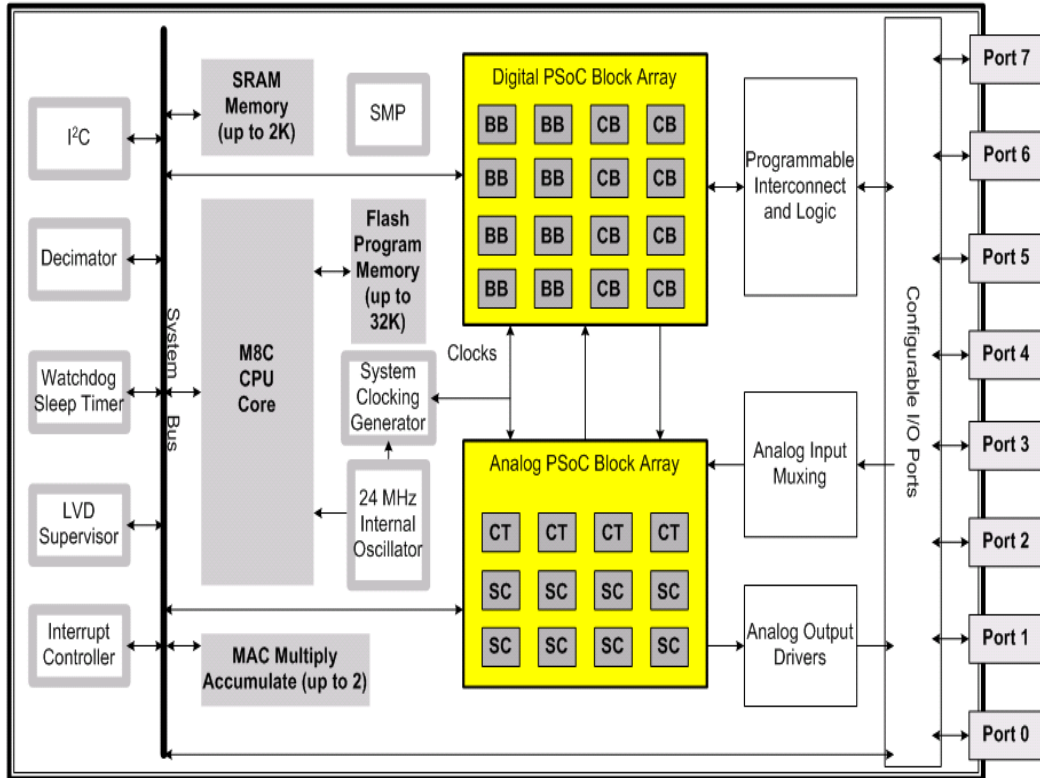 I²C
Decimator
Watchdog
Sleep Timer
LVD
Supervisor
Interrupt
Controller
System Bus
SRAM
Memory
(up to 2K)
SMP
M8C
CPU
Core
Flash
Program
Memory
(up to
32K)
System
Clocking
Generator
24 MHz
Internal
Oscillator
MAC Multiply
Accumulate (up to 2)
Clocks
Digital PSoC Block Array
BB BB CB CB
BB BB CB CB
BB BB CB CB
BB BB CB CB
Analog PSoC Block Array
CT CT CT CT
SC SC SC SC
SC SC SC SC
Programmable
Interconnect
and Logic
Analog Input
Muxing
Analog Output
Drivers
Configurable I/O Ports
Port 7
Port 6
Port 5
Port 4
Port 3
Port 2
Port 1
Port 0